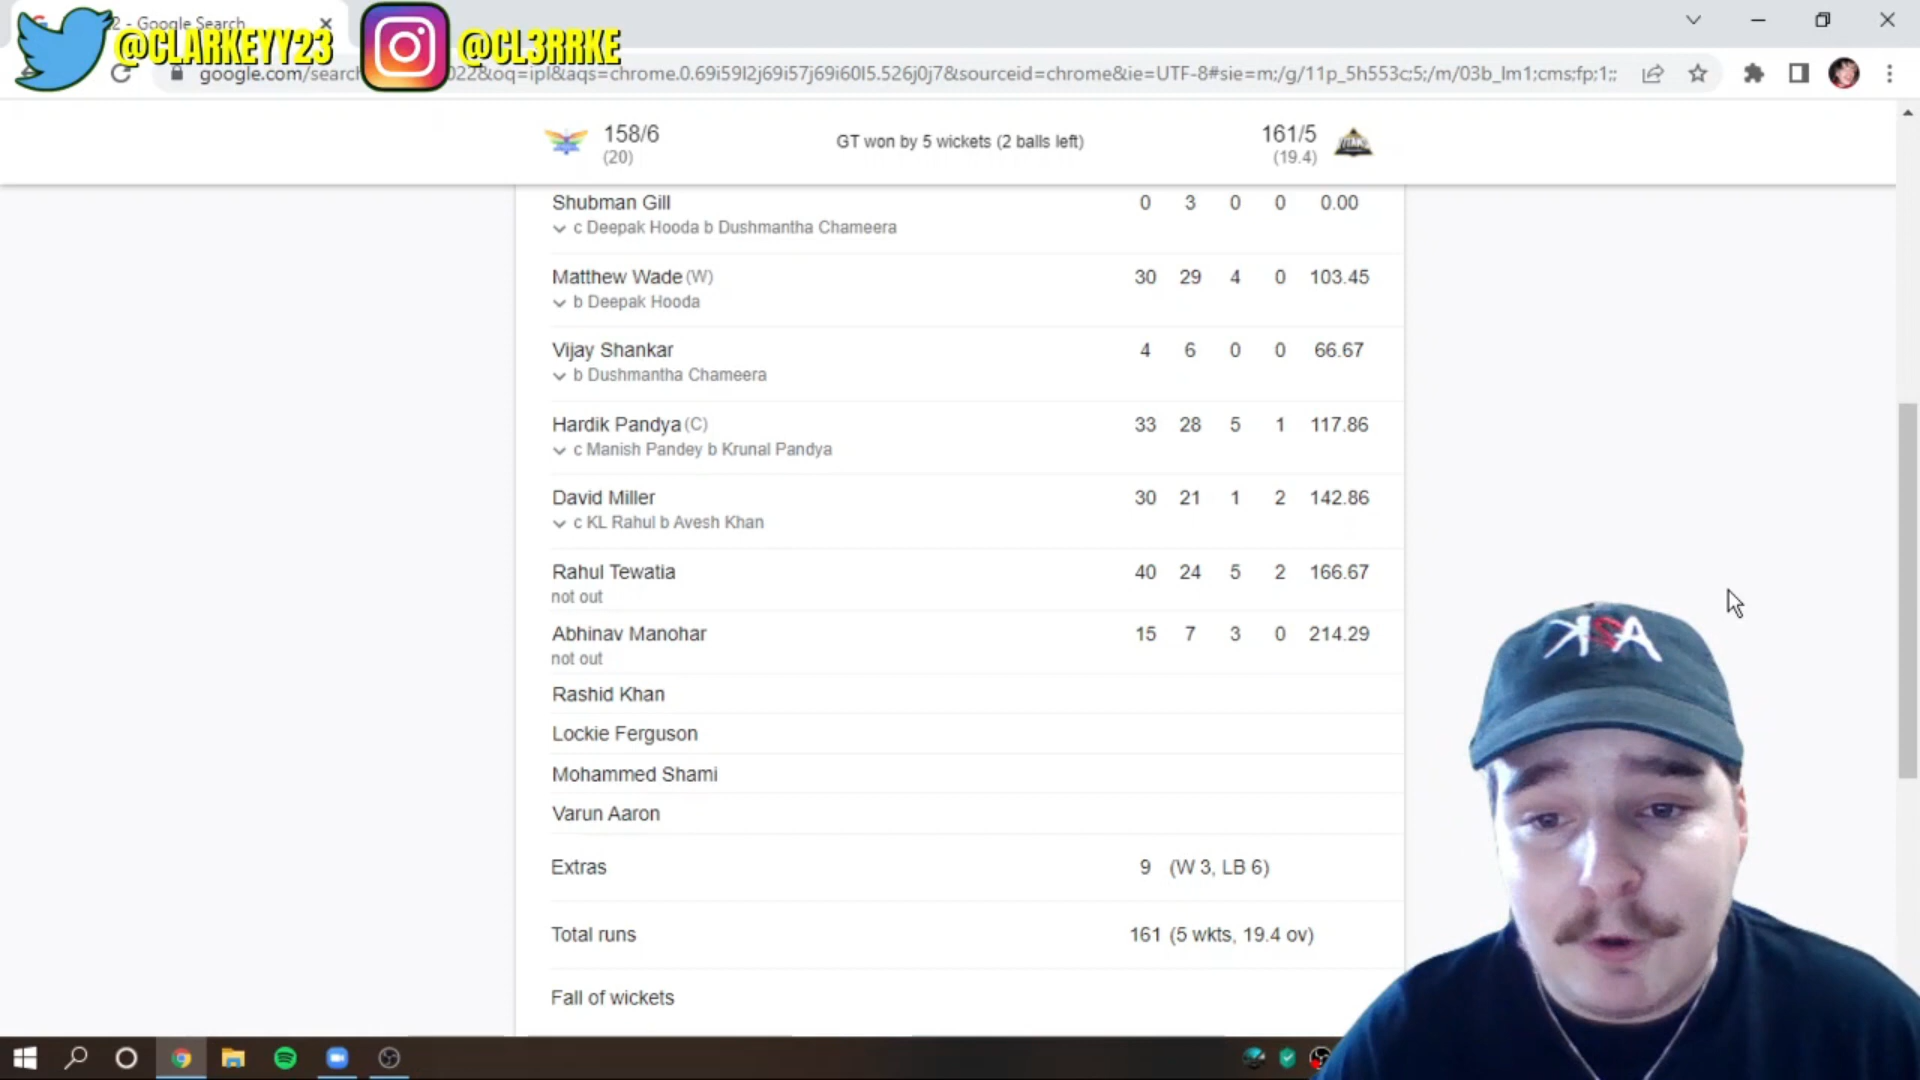 2 - Google Search
@CLARKEYY23
@CL3RRKE
google.com/search
022&oq=ipl&aqs=chrome.0.69i59l2j69i57j69i60l5.526j0j7&sourceid=chrome&ie=UTF-8#sie=m;/g/11p_5h553c;5;/m/03b_lm1;cms;fp;1;;
158/6
(20)
GT won by 5 wickets (2 balls left)
161/5
(19.4)
Shubman Gill 0 3 0 0 0.00
c Deepak Hooda b Dushmantha Chameera
Matthew Wade (W) 30 29 4 0 103.45
b Deepak Hooda
Vijay Shankar 4 6 0 0 66.67
b Dushmantha Chameera
Hardik Pandya (C) 33 28 5 1 117.86
c Manish Pandey b Krunal Pandya
David Miller 30 21 1 2 142.86
c KL Rahul b Avesh Khan
Rahul Tewatia 40 24 5 2 166.67
not out
Abhinav Manohar 15 7 3 0 214.29
not out
Rashid Khan
Lockie Ferguson
Mohammed Shami
Varun Aaron
Extras 9 (W 3, LB 6)
Total runs 161 (5 wkts, 19.4 ov)
Fall of wickets